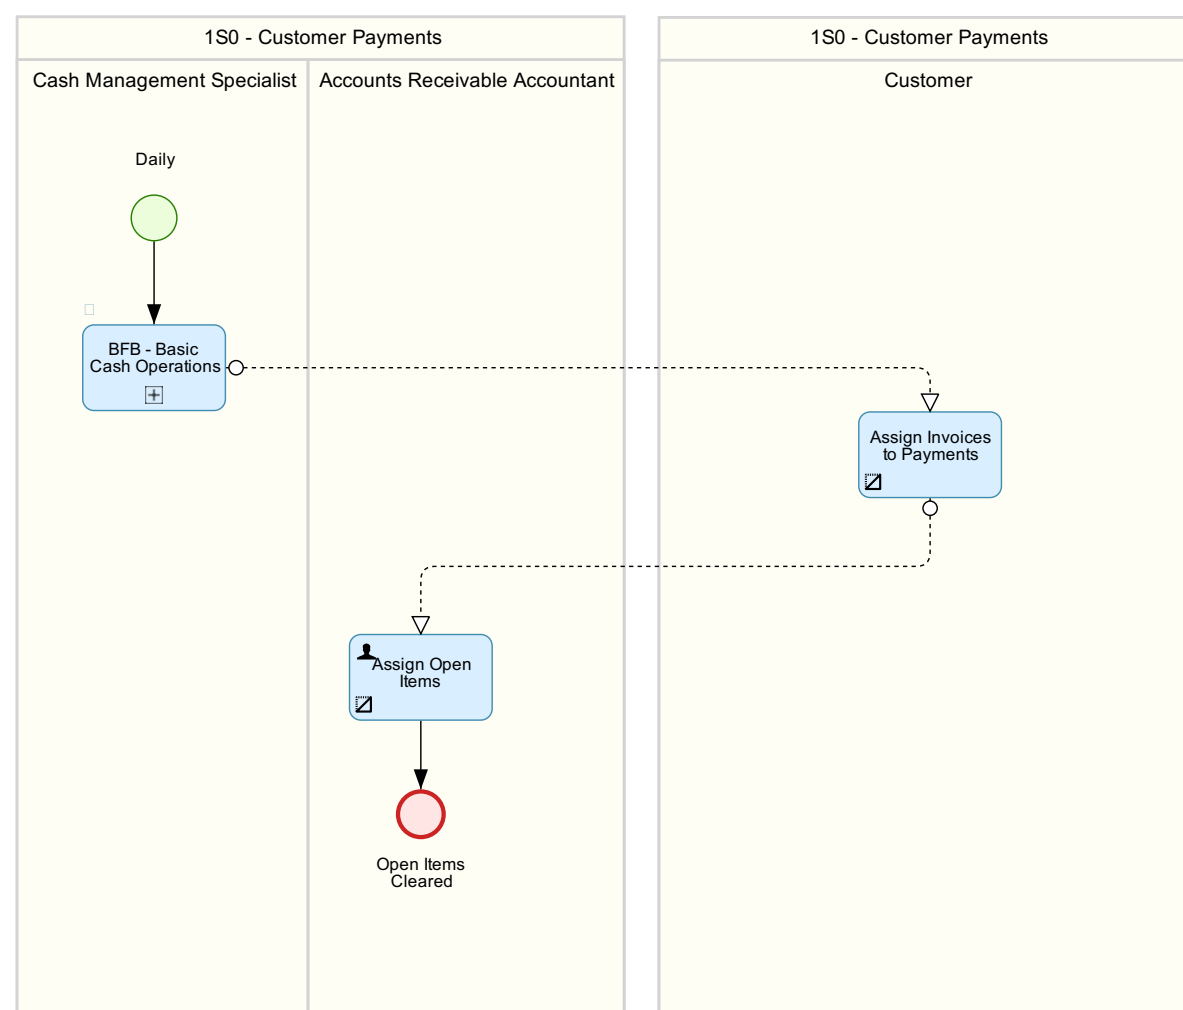 1S0 - Customer Payments
1S0 - Customer Payments
Cash Management Specialist
Accounts Receivable Accountant
Customer
Daily
BFB - Basic
Cash Operations
Assign Invoices
to Payments
Assign Open
Items
Open Items
Cleared